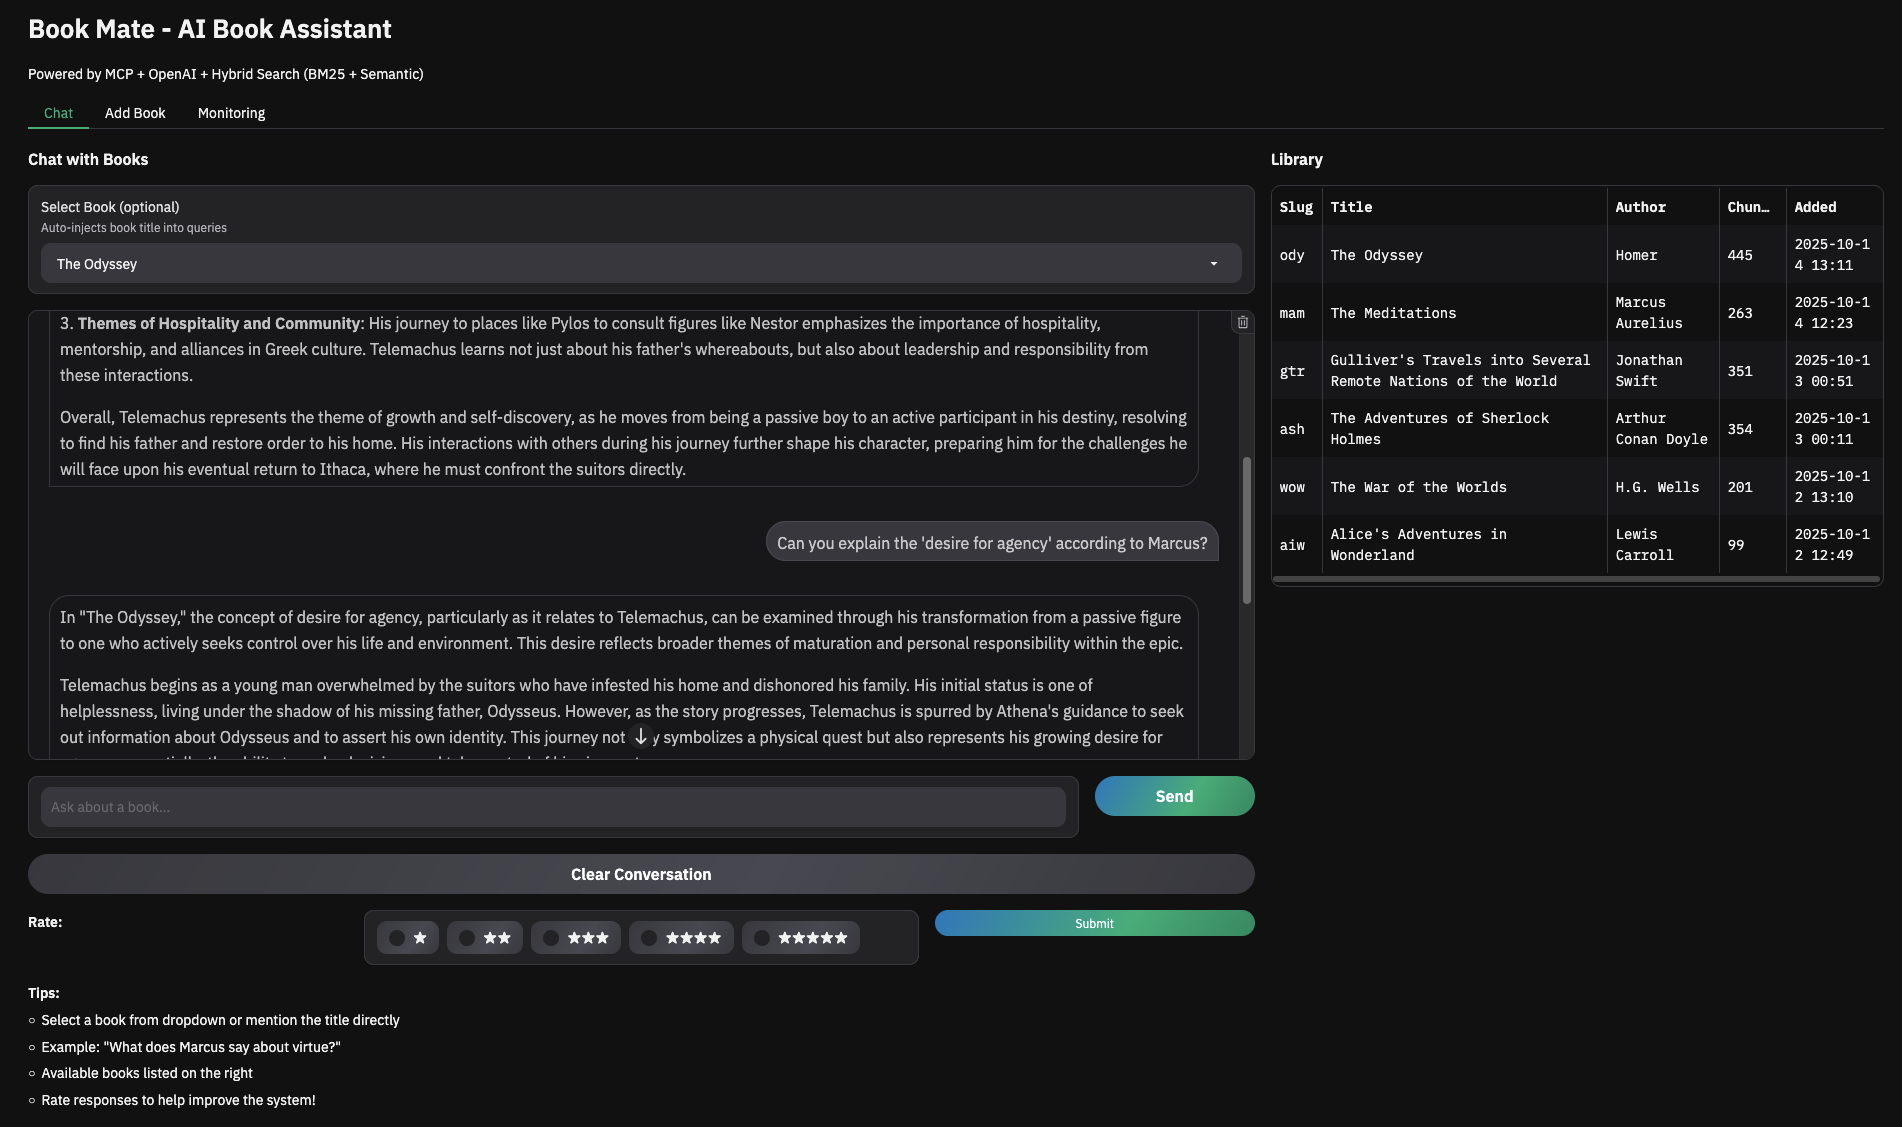 Book Mate - AI Book Assistant
Powered by MCP + OpenAI + Hybrid Search (BM25 + Semantic)
Chat
Add Book
Monitoring
Chat with Books
Select Book (optional)
Auto-injects book title into queries
The Odyssey
3. Themes of Hospitality and Community: His journey to places like Pylos to consult figures like Nestor emphasizes the importance of hospitality,
mentorship, and alliances in Greek culture. Telemachus learns not just about his father's whereabouts, but also about leadership and responsibility from
these interactions.
Overall, Telemachus represents the theme of growth and self-discovery, as he moves from being a passive boy to an active participant in his destiny, resolving
to find his father and restore order to his home. His interactions with others during his journey further shape his character, preparing him for the challenges he
will face upon his eventual return to Ithaca, where he must confront the suitors directly.
Can you explain the 'desire for agency' according to Marcus?
In "The Odyssey," the concept of desire for agency, particularly as it relates to Telemachus, can be examined through his transformation from a passive figure
to one who actively seeks control over his life and environment. This desire reflects broader themes of maturation and personal responsibility within the epic.
Telemachus begins as a young man overwhelmed by the suitors who have infested his home and dishonored his family. His initial status is one of
helplessness, living under the shadow of his missing father, Odysseus. However, as the story progresses, Telemachus is spurred by Athena's guidance to seek
out information about Odysseus and to assert his own identity. This journey not y symbolizes a physical quest but also represents his growing desire for
Ask about a book...
Send
Clear Conversation
Rate:
Submit
Tips:
Select a book from dropdown or mention the title directly
Example: "What does Marcus say about virtue?"
Available books listed on the right
Rate responses to help improve the system!
Library
Slug Title Author Chun… Added
ody The Odyssey Homer 445 2025-10-1
4 13:11
mam The Meditations Marcus
Aurelius 263 2025-10-1
4 12:23
gtr Gulliver's Travels into Several
Remote Nations of the World Jonathan
Swift 351 2025-10-1
3 00:51
ash The Adventures of Sherlock
Holmes Arthur
Conan Doyle 354 2025-10-1
3 00:11
wow The War of the Worlds H.G. Wells 201 2025-10-1
2 13:10
aiw Alice's Adventures in
Wonderland Lewis
Carroll 99 2025-10-1
2 12:49